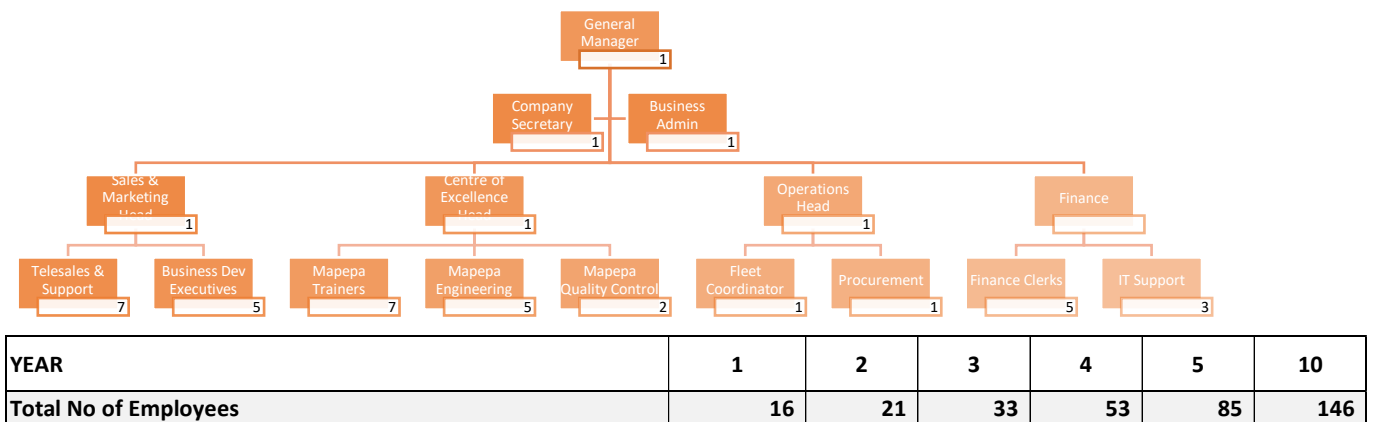 General
Manager
1
Company
Secretary
1
Business
Admin
1
Sales &
Marketing
Head
1
Centre of
Excellence
Head
1
Operations
Head
1
Finance
Telesales &
Support
7
Business Dev
Executives
5
Mapepa
Trainers
7
Mapepa
Engineering
5
Mapepa
Quality Control
2
Fleet
Coordinator
1
Procurement
1
Finance Clerks
5
IT Support
3
YEAR 1 2 3 4 5 10
Total No of Employees 16 21 33 53 85 146